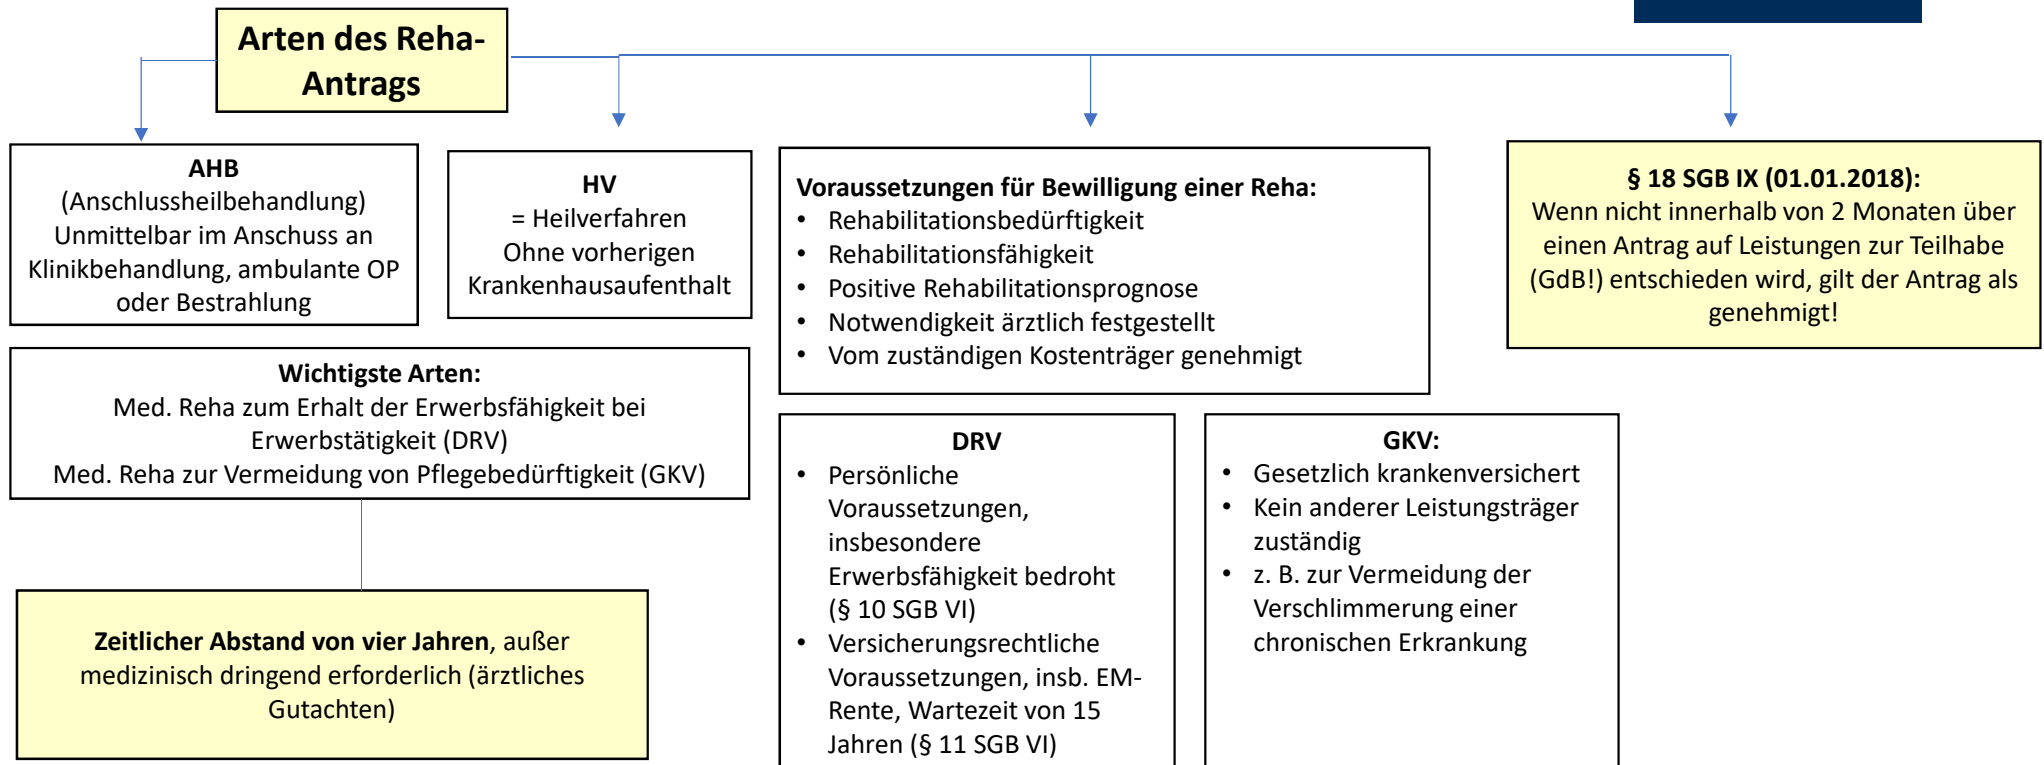 Arten des Reha-
Antrags
AHB
(Anschlussheilbehandlung)
Unmittelbar im Anschuss an
Klinikbehandlung, ambulante OP
oder Bestrahlung
HV
= Heilverfahren
Ohne vorherigen
Krankenhausaufenthalt
Voraussetzungen für Bewilligung einer Reha:
• Rehabilitationsbedürftigkeit
• Rehabilitationsfähigkeit
• Positive Rehabilitationsprognose
• Notwendigkeit ärztlich festgestellt
• Vom zuständigen Kostenträger genehmigt
§ 18 SGB IX (01.01.2018):
Wenn nicht innerhalb von 2 Monaten über
einen Antrag auf Leistungen zur Teilhabe
(GdB!) entschieden wird, gilt der Antrag als
genehmigt!
Wichtigste Arten:
Med. Reha zum Erhalt der Erwerbsfähigkeit bei
Erwerbstätigkeit (DRV)
Med. Reha zur Vermeidung von Pflegebedürftigkeit (GKV)
Zeitlicher Abstand von vier Jahren, außer
medizinisch dringend erforderlich (ärztliches
Gutachten)
DRV
• Persönliche
Voraussetzungen,
insbesondere
Erwerbsfähigkeit bedroht
(§ 10 SGB VI)
• Versicherungsrechtliche
Voraussetzungen, insb. EM-
Rente, Wartezeit von 15
Jahren (§ 11 SGB VI)
GKV:
• Gesetzlich krankenversichert
• Kein anderer Leistungsträger
zuständig
• z. B. zur Vermeidung der
Verschlimmerung einer
chronischen Erkrankung